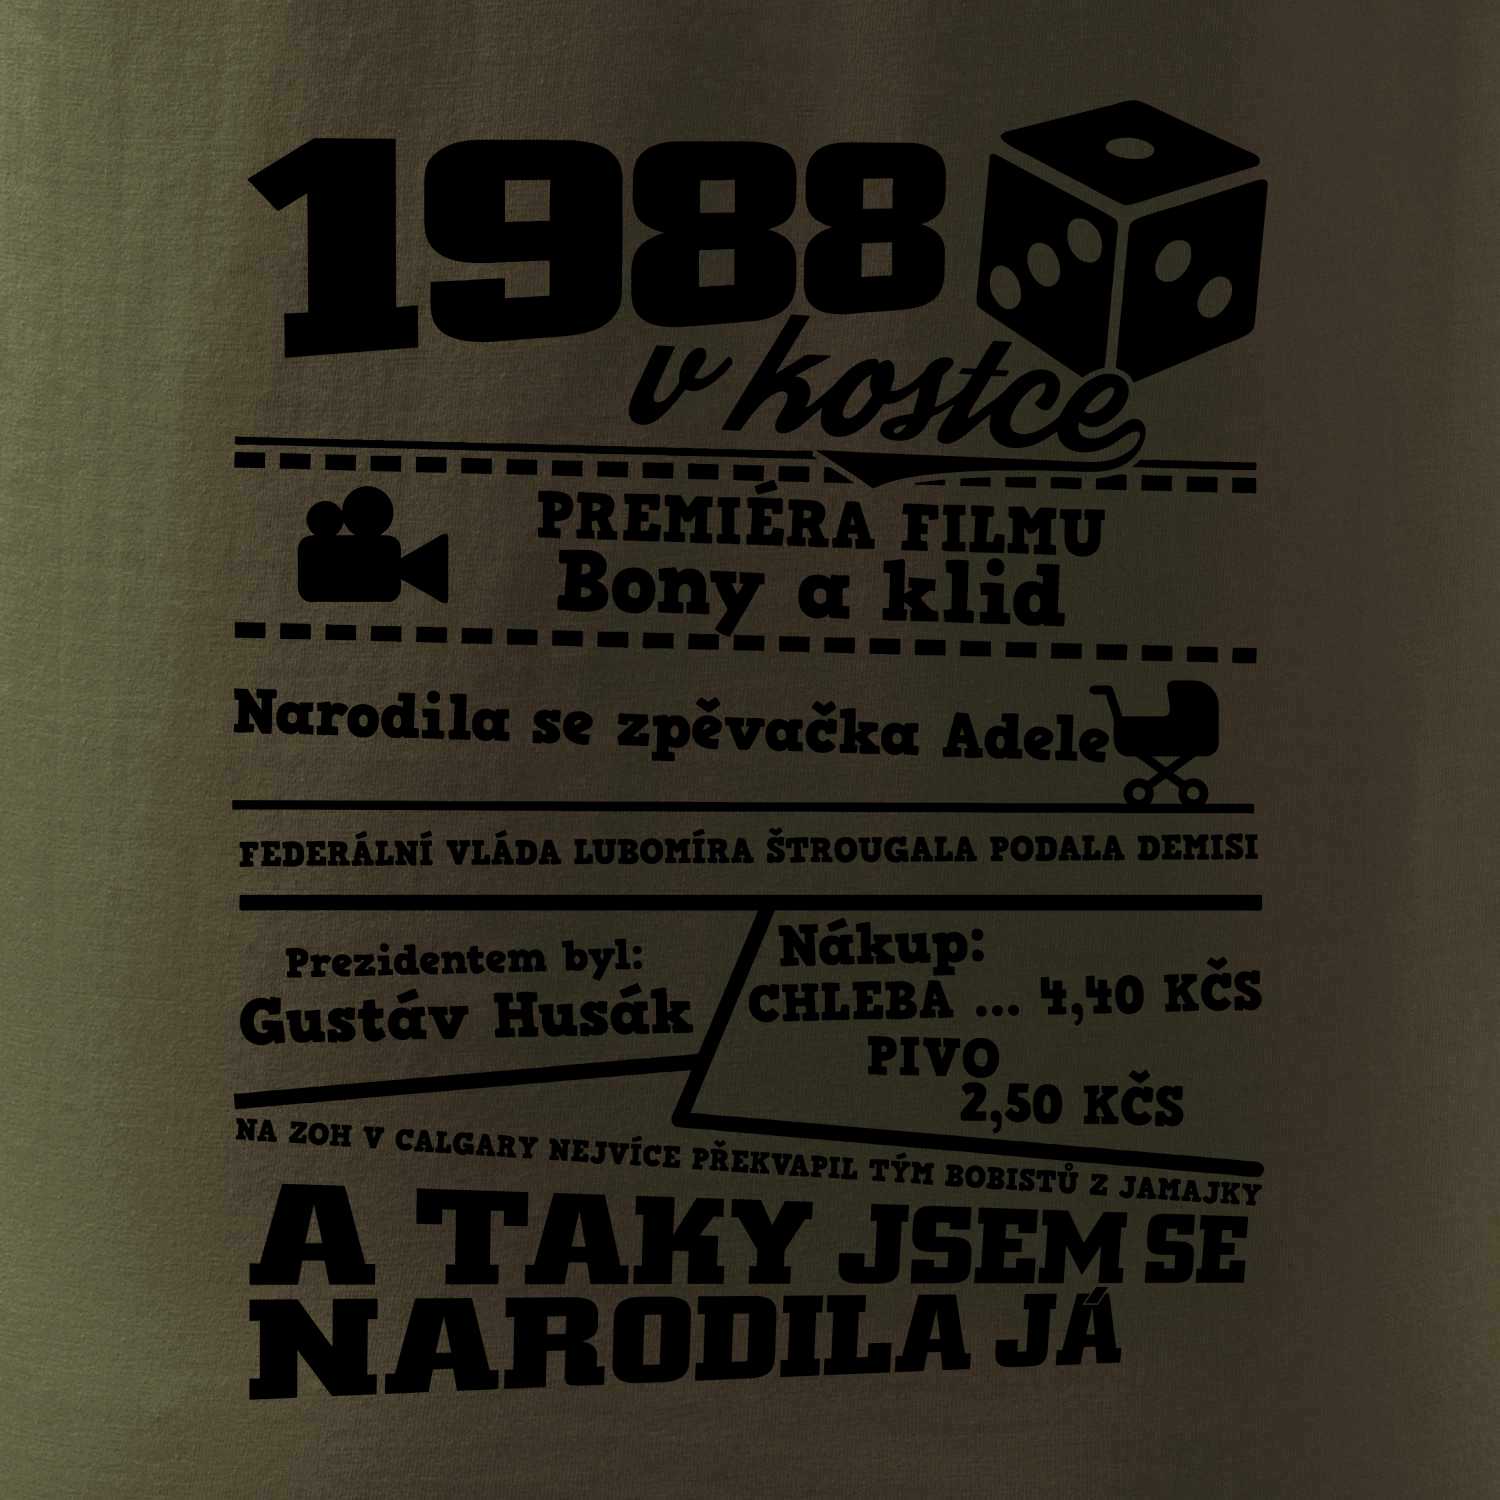 1988
v kostce
PREMIÉRA FILMU
Bony a klid
Narodila se zpěvačka Adele
FEDERÁLNÍ VLÁDA LUBOMÍRA ŠTROUGALA PODALA DEMISI
Prezidentem byl:
Gustáv Husák
Nákup:
CHLEBA ... 4,40 KČS
PIVO
2,50 KČS
NA ZOH V CALGARY NEJVÍCE PŘEKVAPIL TÝM BOBISTŮ Z JAMAJKY
A TAKY JSEM SE
NARODILA JÁ